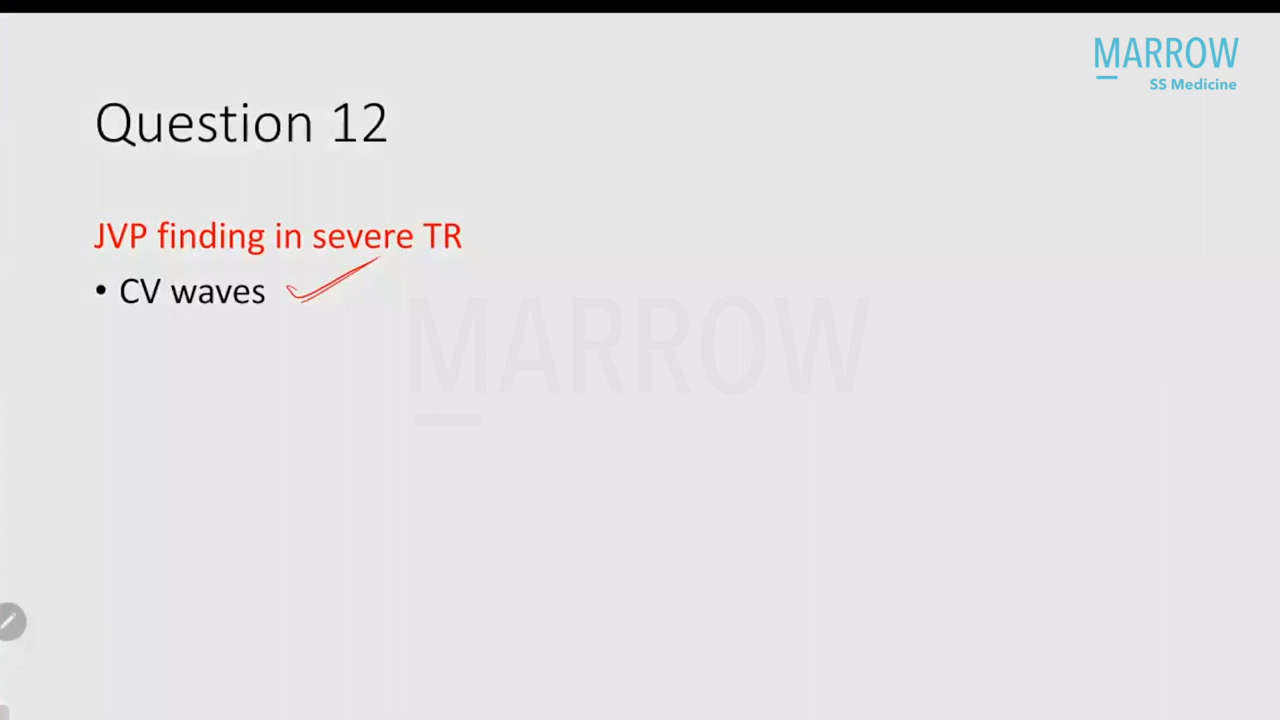 MARROW
SS Medicine
Question 12
JVP finding in severe TR
• CV waves
MARROW